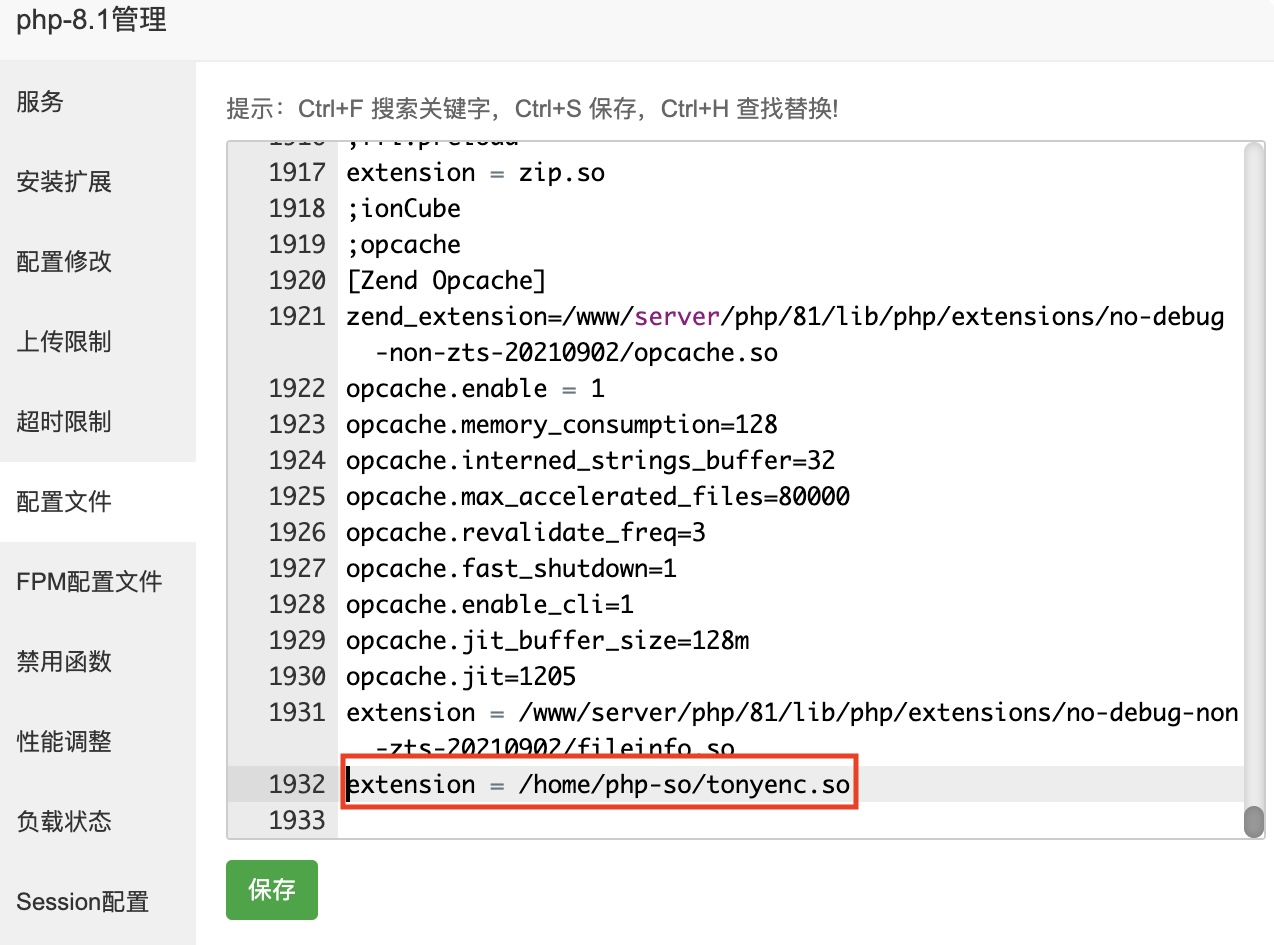 php-8.1管理
服务
安装扩展
配置修改
上传限制
超时限制
配置文件
FPM配置文件
禁用函数
性能调整
负载状态
Session配置
提示：Ctrl+F 搜索关键字，Ctrl+S 保存，Ctrl+H 查找替换!
1916 ;ffi.preload
1917 extension = zip.so
1918 ;ionCube
1919 ;opcache
1920 [Zend Opcache]
1921 zend_extension=/www/server/php/81/lib/php/extensions/no-debug
-non-zts-20210902/opcache.so
1922 opcache.enable = 1
1923 opcache.memory_consumption=128
1924 opcache.interned_strings_buffer=32
1925 opcache.max_accelerated_files=80000
1926 opcache.revalidate_freq=3
1927 opcache.fast_shutdown=1
1928 opcache.enable_cli=1
1929 opcache.jit_buffer_size=128m
1930 opcache.jit=1205
1931 extension = /www/server/php/81/lib/php/extensions/no-debug-non
-zts-20210902/fileinfo.so
1932 extension = /home/php-so/tonyenc.so
1933
保存